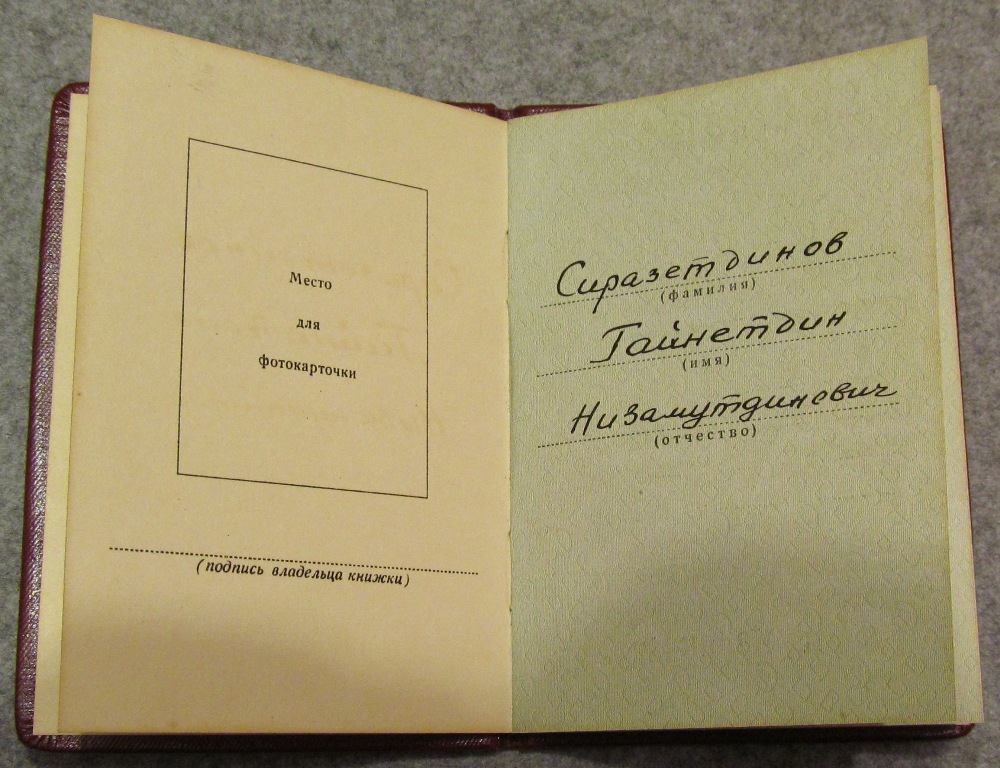 Место
для
фотокарточки
(подпись владельца книжки)
Сиразетдинов
(фамилия)
Гайнетдин
(имя)
Низамутдинович
(отчество)